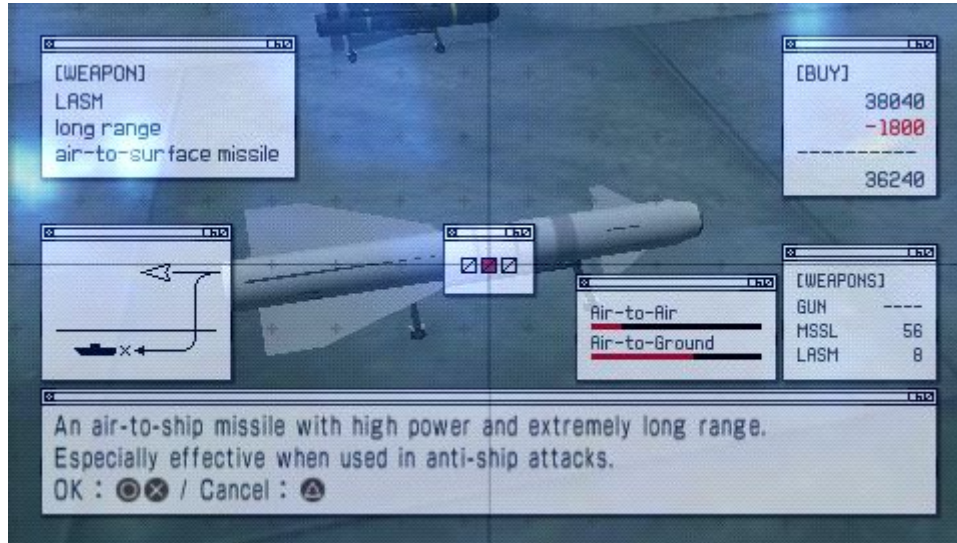 [WEAPON]
LASM
long range
air-to-surface missile
[BUY]
38040
-1800
----------
36240
[WEAPONS]
GUN ----
MSSL 56
LASM 8
Air-to-Air
Air-to-Ground
An air-to-ship missile with high power and extremely long range.
Especially effective when used in anti-ship attacks.
OK : / Cancel :